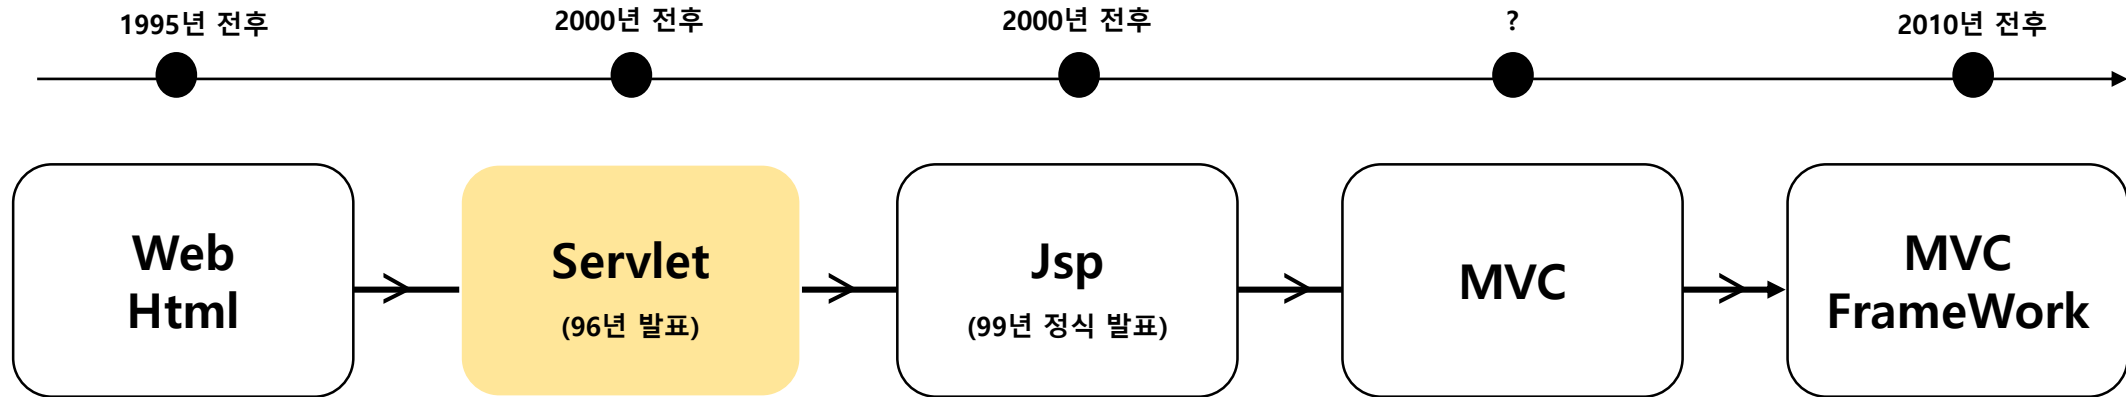 1995년 전후
2000년 전후
2000년 전후
?
2010년 전후
Web
Html
Servlet
(96년 발표)
Jsp
(99년 정식 발표)
MVC
MVC
FrameWork